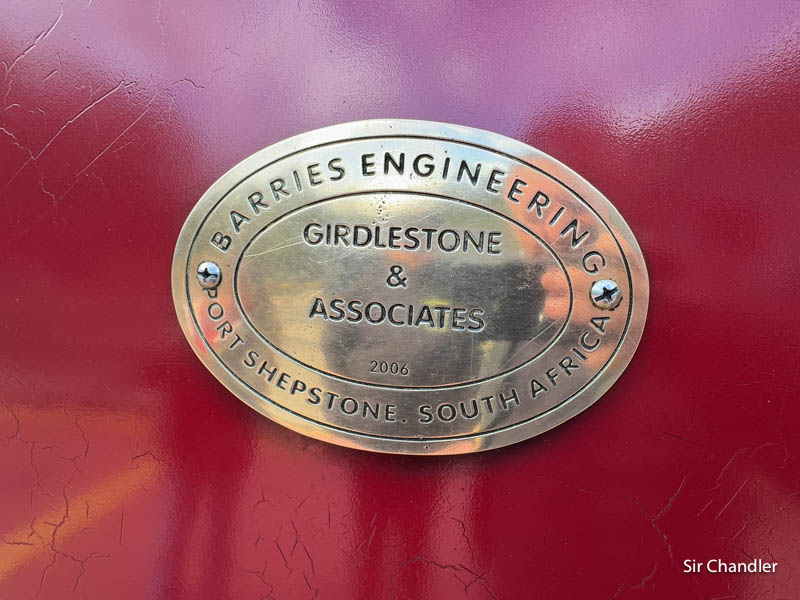 BARRIES ENGINEERING
GIRDLESTONE
&
ASSOCIATES
2006
PORT SHEPSTONE. SOUTH AFRICA
Sir Chandler